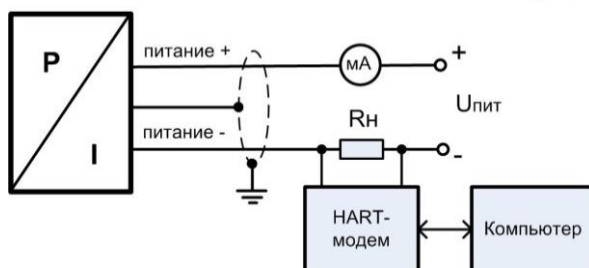 P
I
питание +
питание -
мА
+
Uпит
Rн
-
HART-
модем
Компьютер